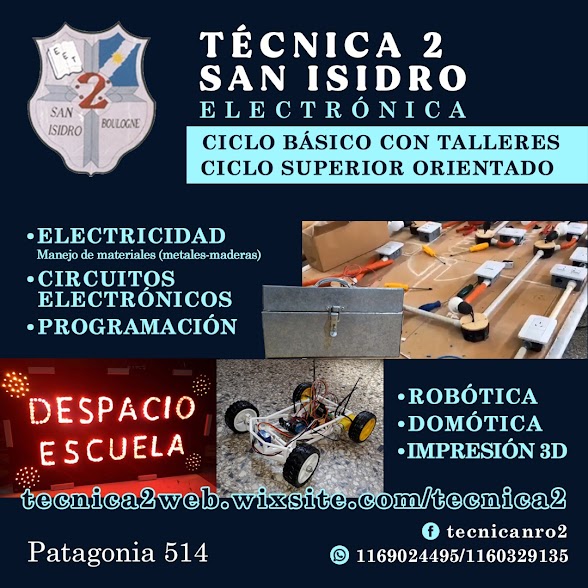 E E T
2
SAN
ISIDRO
BOULOGNE
TÉCNICA 2
SAN ISIDRO
ELECTRÓNICA
CICLO BÁSICO CON TALLERES
CICLO SUPERIOR ORIENTADO
•ELECTRICIDAD
Manejo de materiales (metales-maderas)
•CIRCUITOS
ELECTRÓNICOS
•PROGRAMACIÓN
DESPACIO
ESCUELA
•ROBÓTICA
•DOMÓTICA
•IMPRESIÓN 3D
tecnica2web.wixsite.com/tecnica2
tecnicanro2
Patagonia 514
1169024495/1160329135